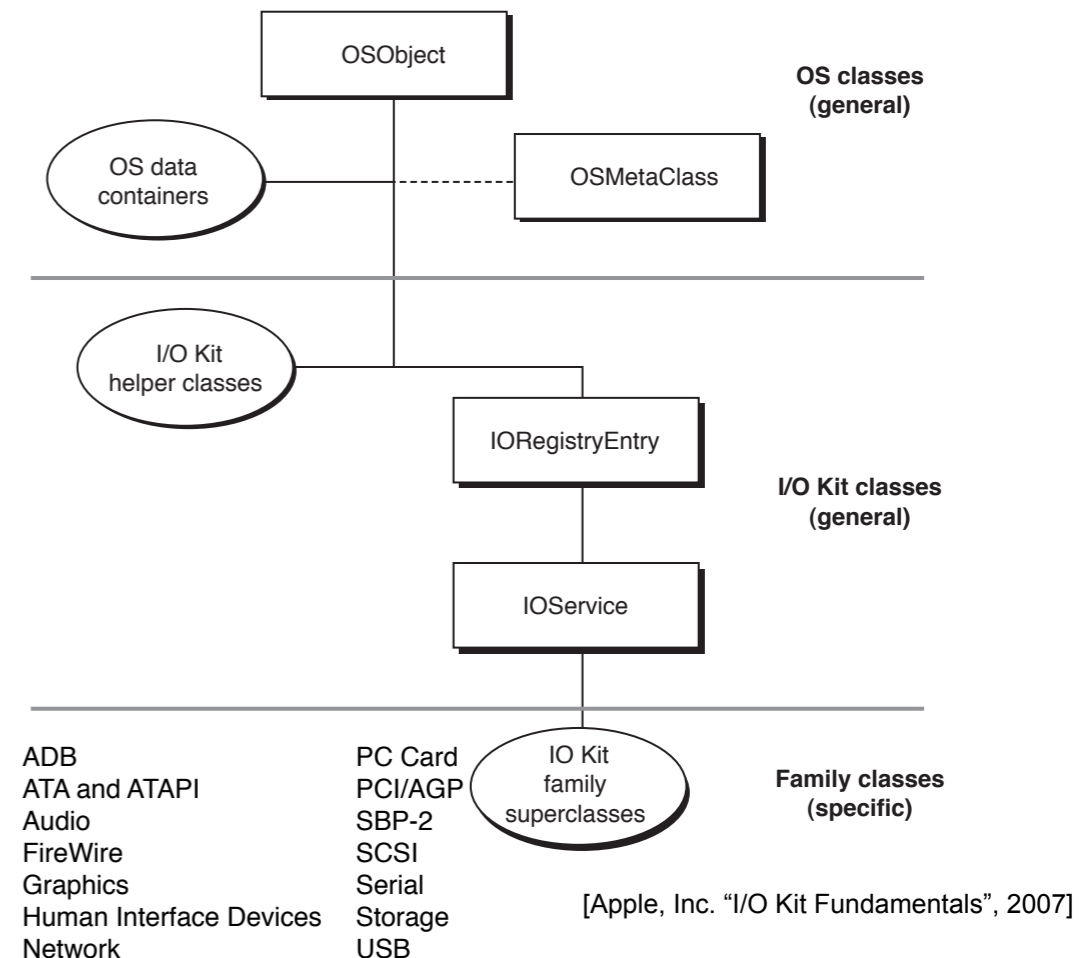 OSObject
OS classes
(general)
OS data
containers
OSMetaClass
I/O Kit
helper classes
IORegistryEntry
I/O Kit classes
(general)
IOService
ADB
ATA and ATAPI
Audio
FireWire
Graphics
Human Interface Devices
Network
PC Card
PCI/AGP
SBP-2
SCSI
Serial
Storage
USB
IO Kit
family
superclasses
Family classes
(specific)
[Apple, Inc. “I/O Kit Fundamentals”, 2007]